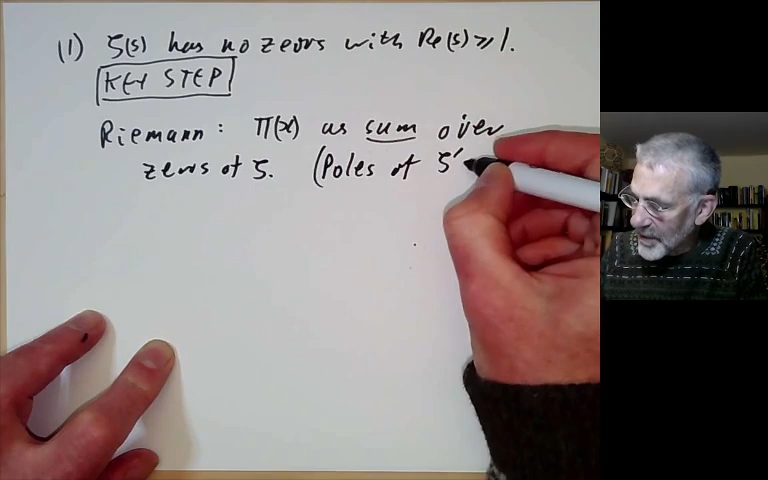 (1) ζ(s) has no zeros with Re(s) ≥ 1.
KEY STEP
Riemann: Π(x) as sum over
zeros of ζ. (Poles of ζ'